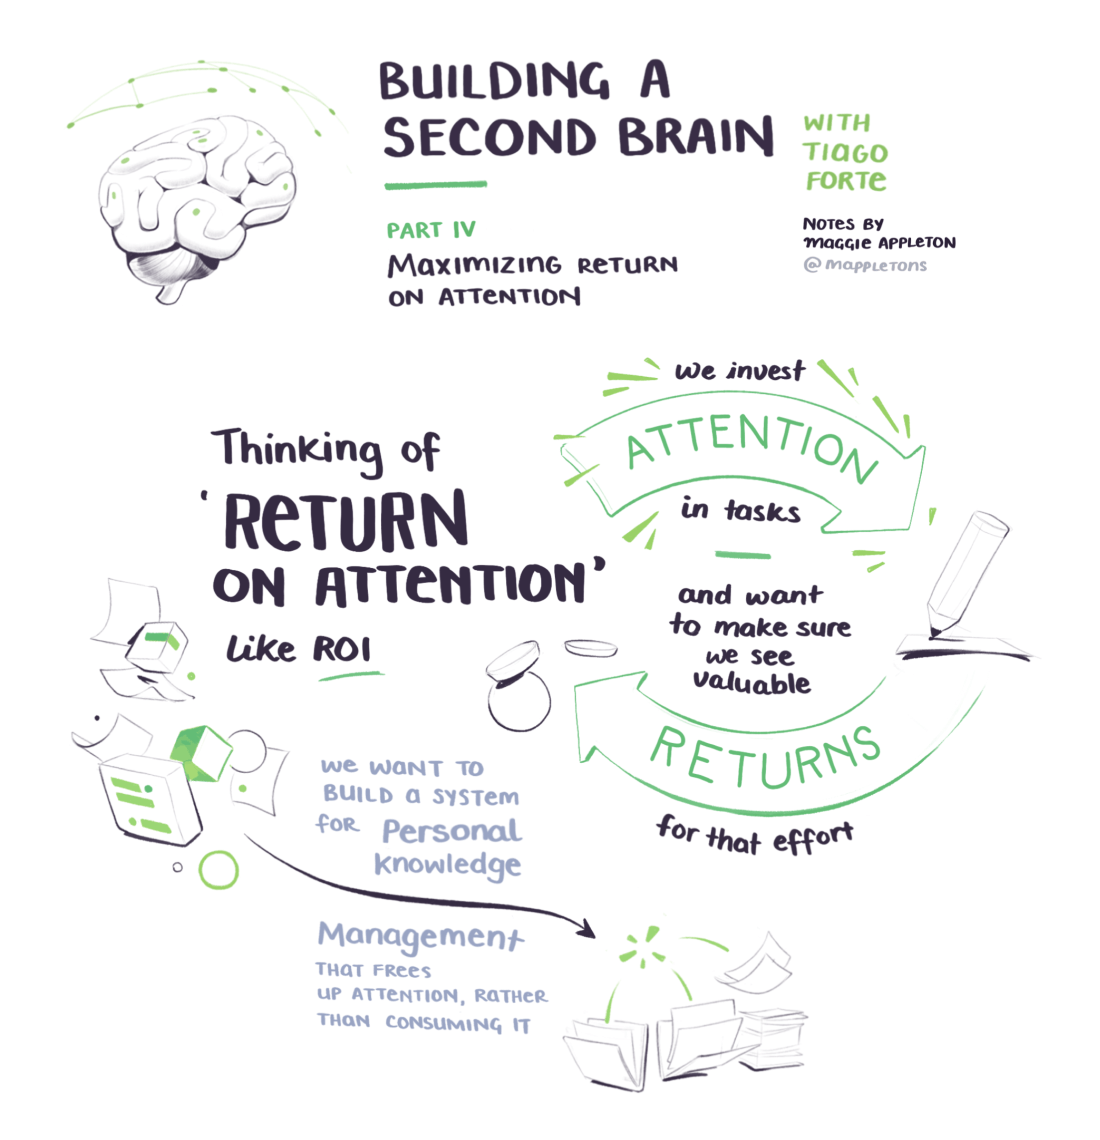 BUILDING A
SECOND BRAIN
WITH
TIAGO
FORTE
PART IV
MAXIMIZING RETURN
ON ATTENTION
NOTES BY
MAGGIE APPLETON
@MAPPLETONS
we invest
ATTENTION
in tasks
and want
to make sure
we see
valuable
RETURNS
for that effort
Thinking of
'RETURN
ON ATTENTION'
like ROI
WE WANT TO
BUILD A SYSTEM
FOR Personal
Knowledge
Management
THAT FREES
UP ATTENTION, RATHER
THAN CONSUMING IT